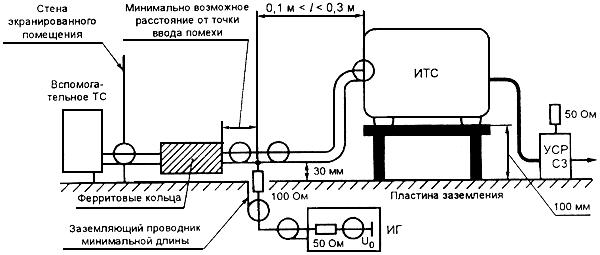 Стена
экранированного
помещения
Минимально возможное
расстояние от точки
ввода помехи
0,1 м < l < 0,3 м
ИТС
Вспомога-
тельное ТС
50 Ом
УСР
СЗ
30 мм
100 Ом
Ферритовые кольца
Пластина заземления
100 мм
Заземляющий проводник
минимальной длины
50 Ом
U₀
ИГ